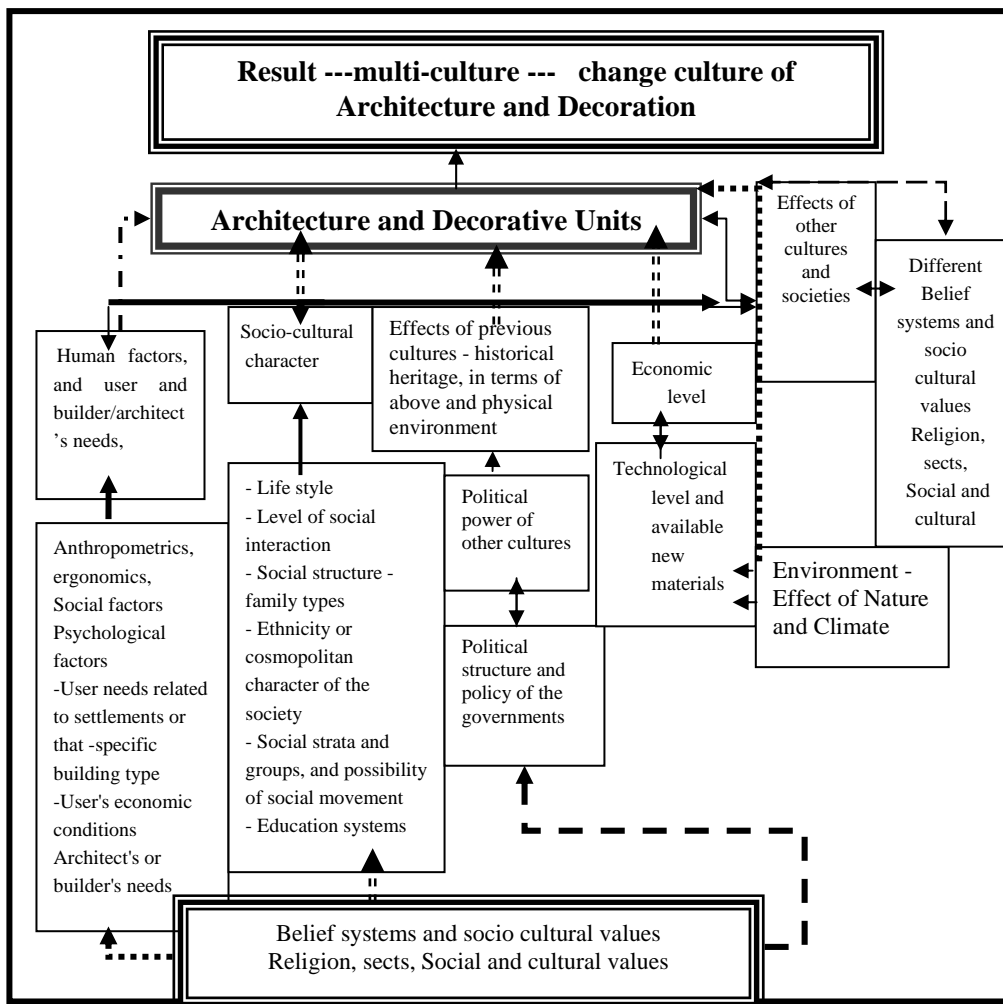 Result ---multi-culture --- change culture of
Architecture and Decoration
Architecture and Decorative Units
Effects of
other
cultures
and
societies
Different
Belief
systems and
socio
cultural
values
Religion,
sects,
Social and
cultural
Human factors,
and user and
builder/architect
's needs,
Socio-cultural
character
Effects of previous
cultures - historical
heritage, in terms of
above and physical
environment
Economic
level
Anthropometrics,
ergonomics,
Social factors
Psychological
factors
-User needs related
to settlements or
that -specific
building type
-User's economic
conditions
Architect's or
builder's needs
- Life style
- Level of social
interaction
- Social structure -
family types
- Ethnicity or
cosmopolitan
character of the
society
- Social strata and
groups, and possibility
of social movement
- Education systems
Political
power of
other cultures
Political
structure and
policy of the
governments
Technological
level and
available
new
materials
Environment -
Effect of Nature
and Climate
Belief systems and socio cultural values
Religion, sects, Social and cultural values